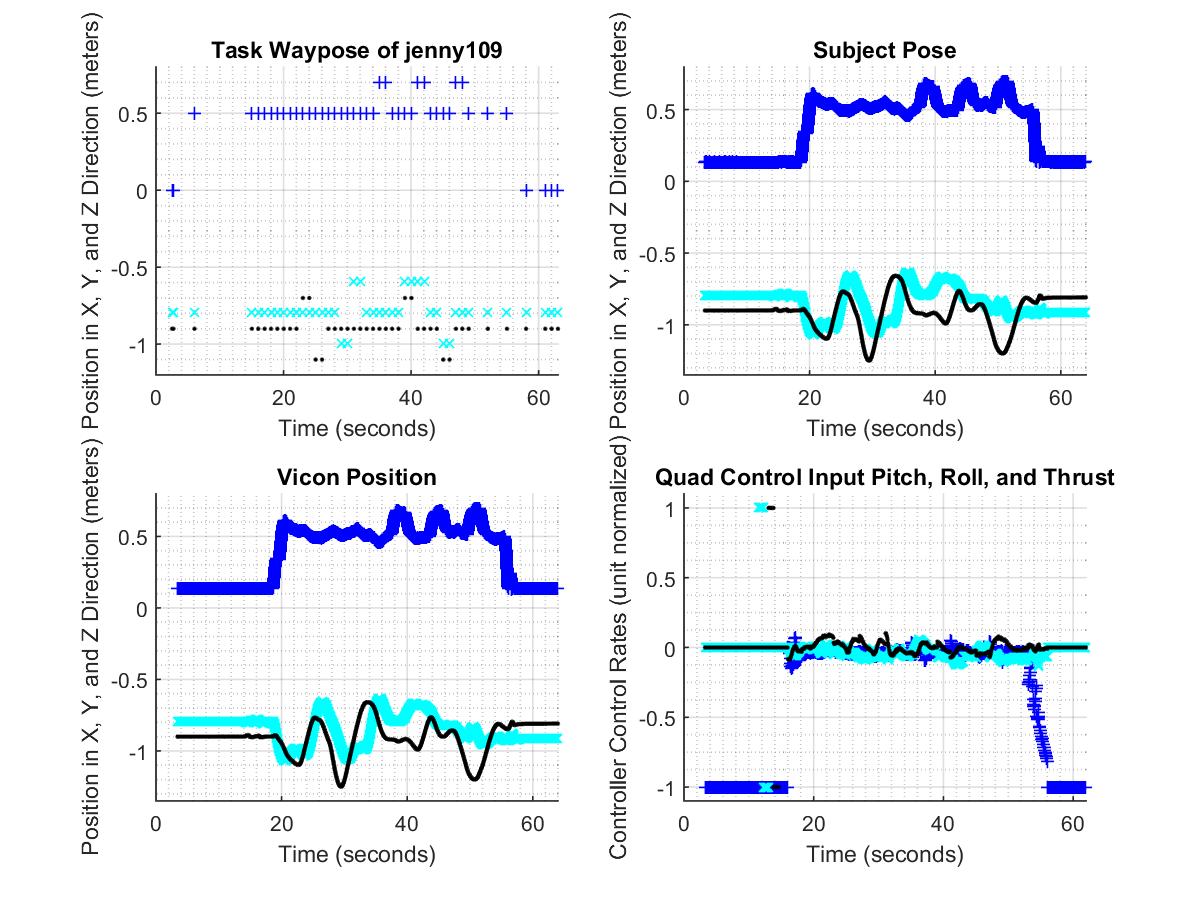 Task Waypose of jenny109
Position in X, Y, and Z Direction (meters)
0.5
0
-0.5
-1
0 20 40 60
Time (seconds)
Subject Pose
Position in X, Y, and Z Direction (meters)
0.5
0
-0.5
-1
0 20 40 60
Time (seconds)
Vicon Position
Position in X, Y, and Z Direction (meters)
0.5
0
-0.5
-1
0 20 40 60
Time (seconds)
Quad Control Input Pitch, Roll, and Thrust
Controller Control Rates (unit normalized)
1
0.5
0
-0.5
-1
0 20 40 60
Time (seconds)